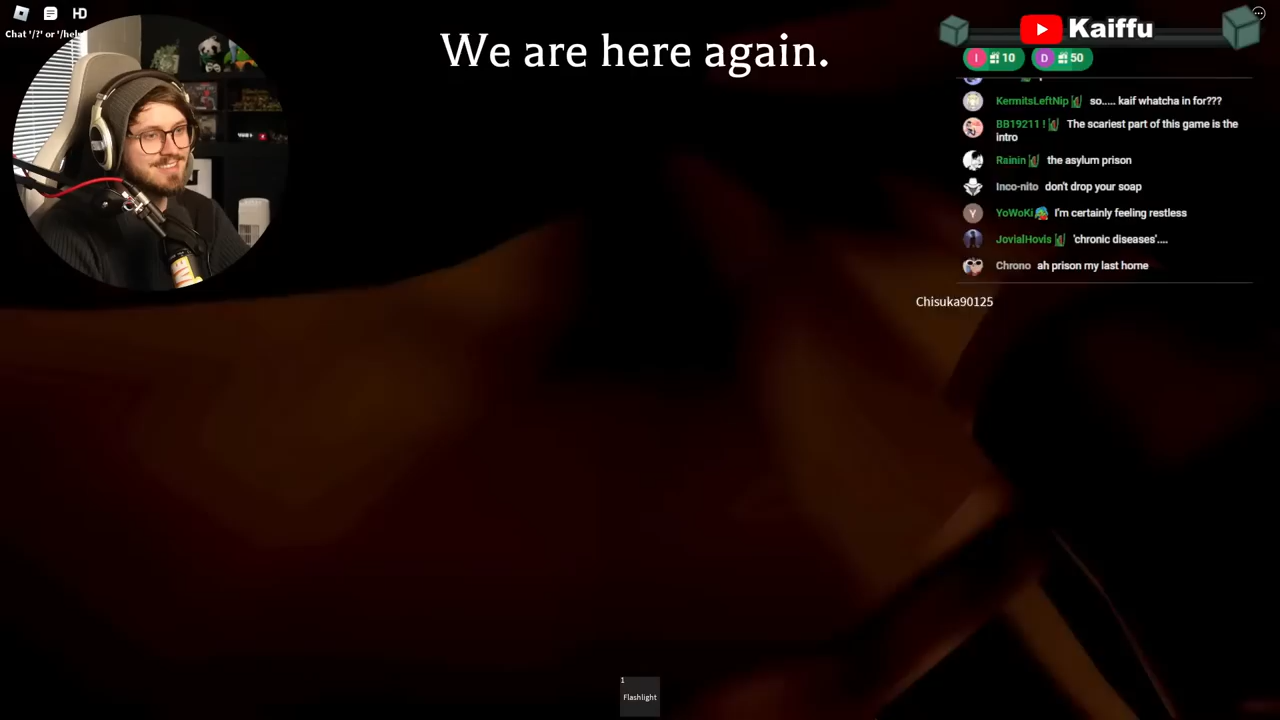 HD
Chat '/?' or '/help
We are here again.
Kaiffu
I 10
D 50
KermitsLeftNip so..... kaif whatcha in for???
BB19211 ! The scariest part of this game is the
intro
Rainin the asylum prison
Inco-nito don't drop your soap
YoWoKi I'm certainly feeling restless
Y
JovialHovis 'chronic diseases'....
Chrono ah prison my last home
Chisuka90125
1
Flashlight